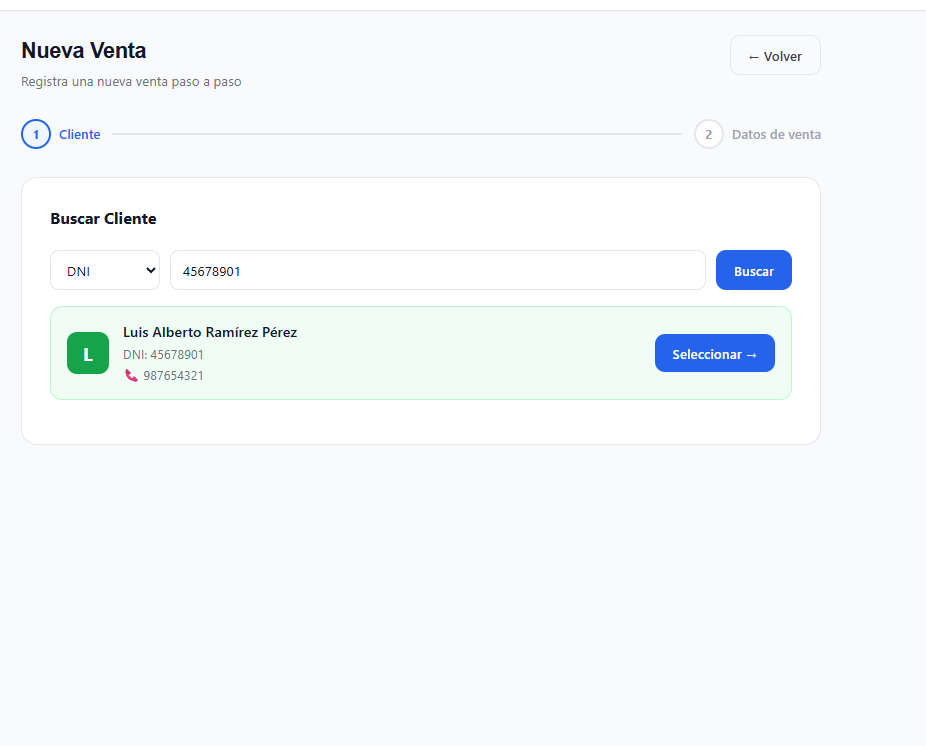 Nueva Venta
← Volver
Registra una nueva venta paso a paso
1 Cliente
2 Datos de venta
Buscar Cliente
DNI
45678901
Buscar
L
Luis Alberto Ramírez Pérez
DNI: 45678901
📞 987654321
Seleccionar →